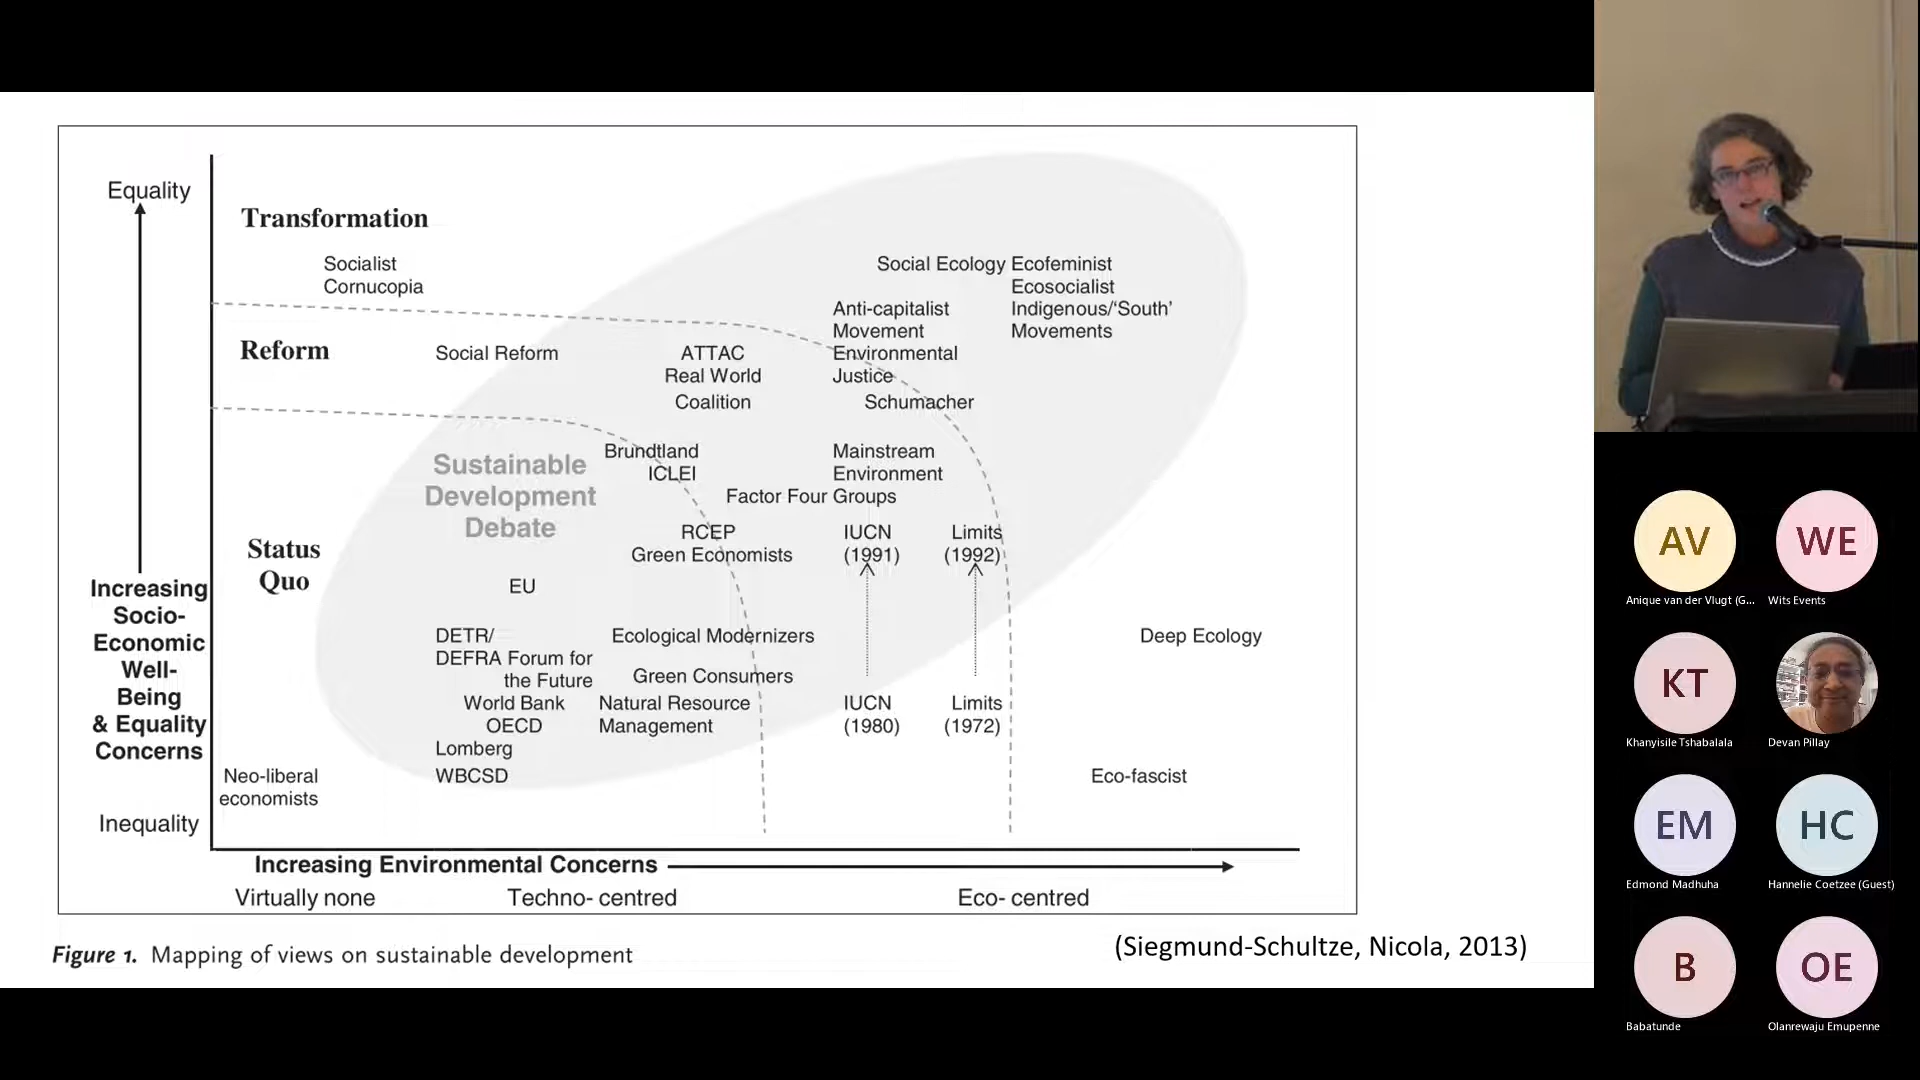 Equality
Transformation
Socialist
Cornucopia
Social Ecology
Ecofeminist
Ecosocialist
Indigenous/‘South’
Movements
Anti-capitalist
Movement
Environmental
Justice
Reform
Social Reform
ATTAC
Real World
Coalition
Schumacher
Sustainable
Development
Debate
Brundtland
ICLEI
Mainstream
Environment
Factor Four Groups
Status
Quo
RCEP
Green Economists
IUCN
(1991)
Limits
(1992)
EU
DETR/
DEFRA Forum for
the Future
Ecological Modernizers
Green Consumers
Deep Ecology
World Bank
OECD
Natural Resource
Management
IUCN
(1980)
Limits
(1972)
Lomberg
WBCSD
Neo-liberal
economists
Eco-fascist
Increasing
Socio-
Economic
Well-
Being
& Equality
Concerns
Inequality
Increasing Environmental Concerns
Virtually none
Techno- centred
Eco- centred
Figure 1. Mapping of views on sustainable development
(Siegmund-Schultze, Nicola, 2013)
AV
Anique van der Vlugt (G...
WE
Wits Events
KT
Khanyisile Tshabalala
Devan Pillay
EM
Edmond Madhuha
HC
Hannelie Coetzee (Guest)
B
Babatunde
OE
Olanrewaju Emupenne